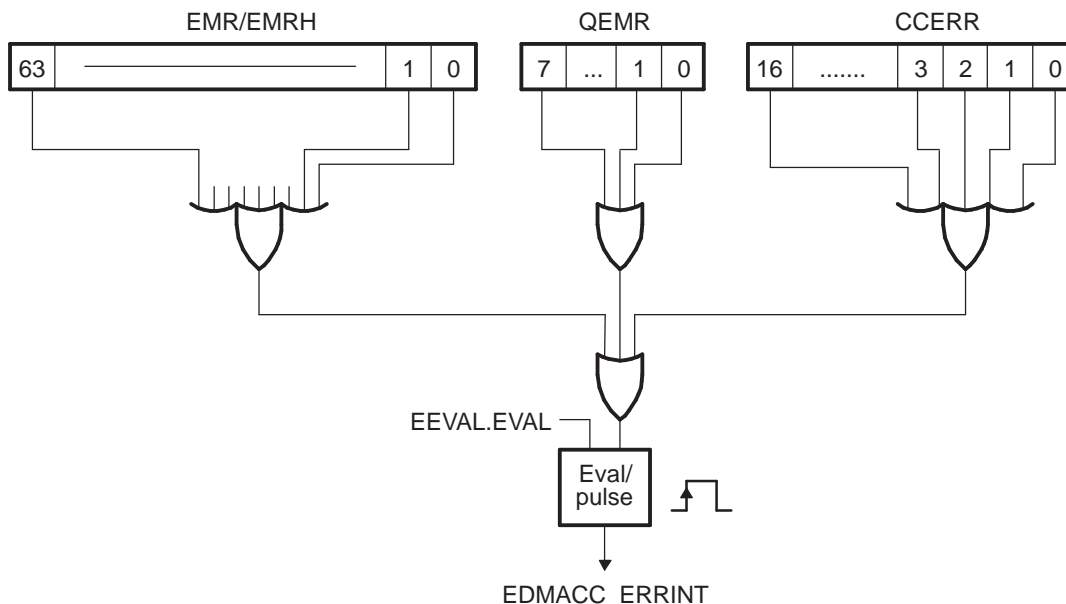 EMR/EMRH QEMR CCERR
63 1 0 7 ... 1 0 16 ....... 3 2 1 0
EEVAL.EVAL
Eval/
pulse
EDMACC ERRINT